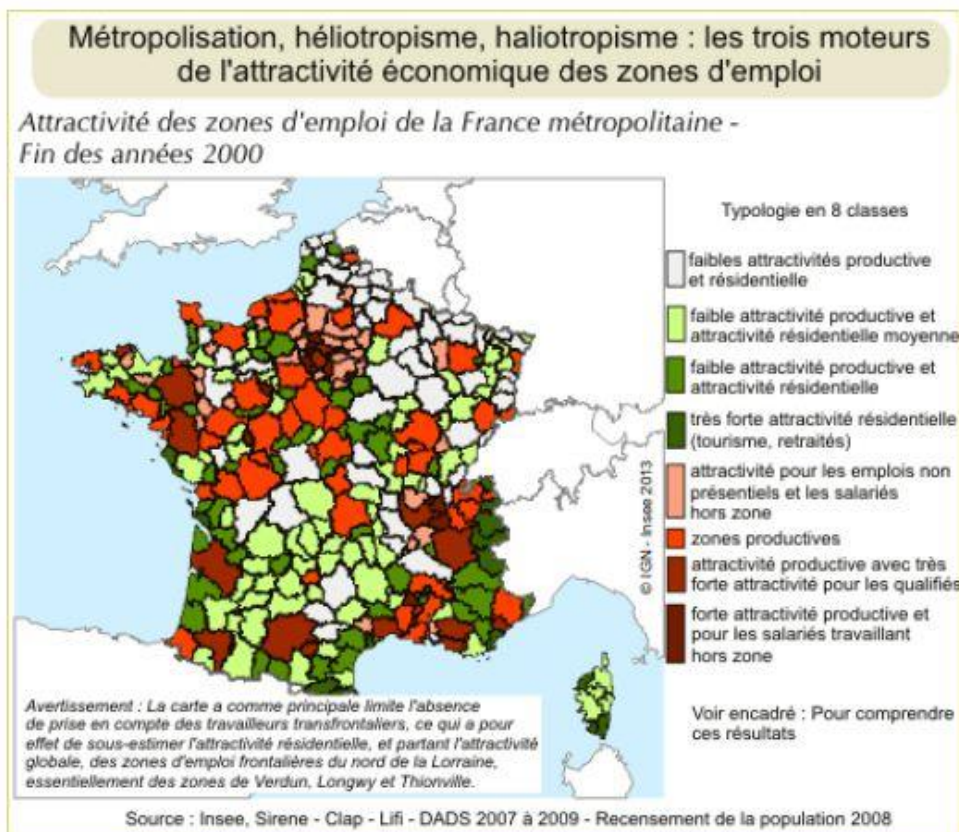 Métropolisation, héliotropisme, haliotropisme : les trois moteurs
de l'attractivité économique des zones d'emploi
Attractivité des zones d'emploi de la France métropolitaine -
Fin des années 2000
Typologie en 8 classes
faibles attractivités productive
et résidentielle
faible attractivité productive et
attractivité résidentielle moyenne
faible attractivité productive et
attractivité résidentielle
très forte attractivité résidentielle
(tourisme, retraités)
attractivité pour les emplois non
présentiels et les salariés
hors zone
zones productives
attractivité productive avec très
forte attractivité pour les qualifiés
forte attractivité productive et
pour les salariés travaillant
hors zone
© IGN - Insee 2013
Avertissement : La carte a comme principale limite l'absence
de prise en compte des travailleurs transfrontaliers, ce qui a pour
effet de sous-estimer l'attractivité résidentielle, et partant l'attractivité
globale, des zones d'emploi frontalières du nord de la Lorraine,
essentiellement des zones de Verdun, Longwy et Thionville.
Voir encadré : Pour comprendre
ces résultats
Source : Insee, Sirene - Clap - Lifi - DADS 2007 à 2009 - Recensement de la population 2008